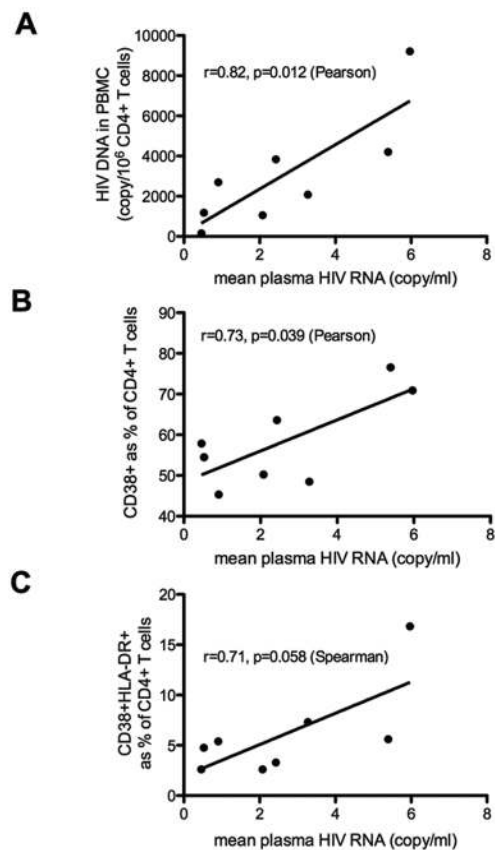 A
HIV DNA in PBMC
(copy/10⁶ CD4+ T cells)
10000
8000
6000
4000
2000
0
r=0.82, p=0.012 (Pearson)
0 2 4 6 8
mean plasma HIV RNA (copy/ml)
B
CD38+ as % of CD4+ T cells
90
80
70
60
50
40
r=0.73, p=0.039 (Pearson)
0 2 4 6 8
mean plasma HIV RNA (copy/ml)
C
CD38+HLA-DR+
as % of CD4+ T cells
20
15
10
5
0
r=0.71, p=0.058 (Spearman)
0 2 4 6 8
mean plasma HIV RNA (copy/ml)